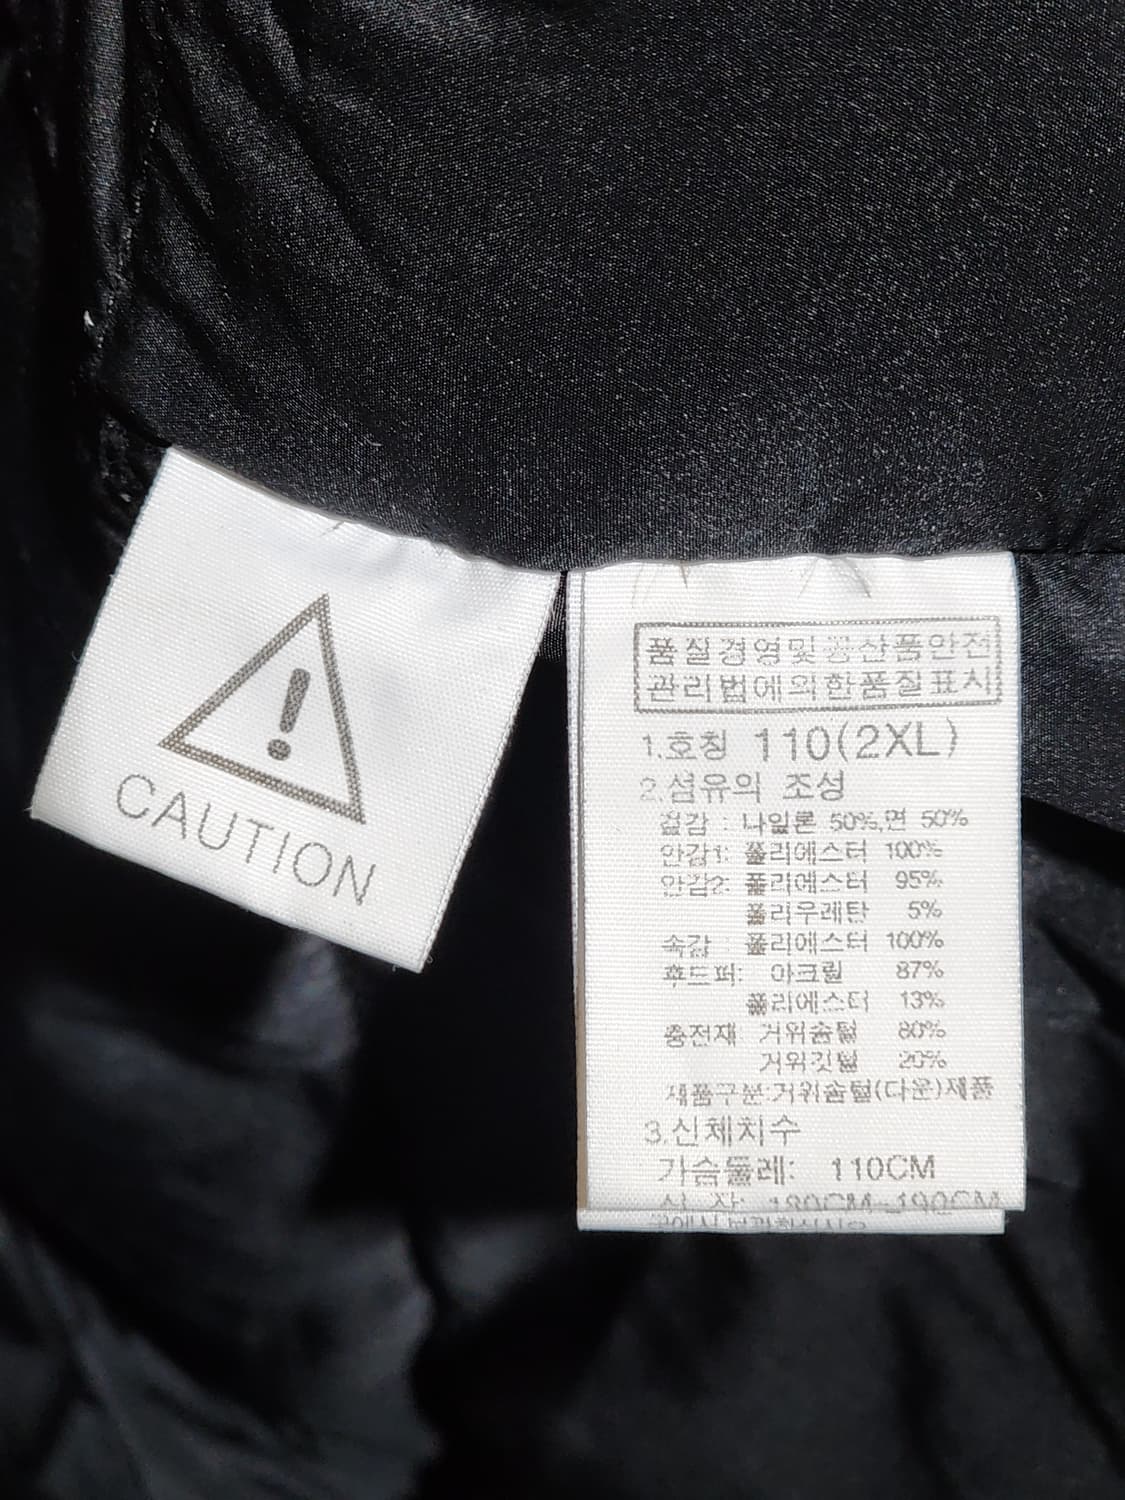 CAUTION
품질경영및공산품안전
관리법에의한품질표시
1.호칭 110(2XL)
2.섬유의 조성
겉감 : 나일론 50%,면 50%
안감1: 폴리에스터 100%
안감2: 폴리에스터 95%
폴리우레탄 5%
속감 : 폴리에스터 100%
후드퍼: 아크릴 87%
폴리에스터 13%
충전재 거위솜털 80%
거위깃털 20%
제품구분:거위솜털(다운)제품
3.신체치수
가슴둘레: 110CM
신 장: 180CM~190CM